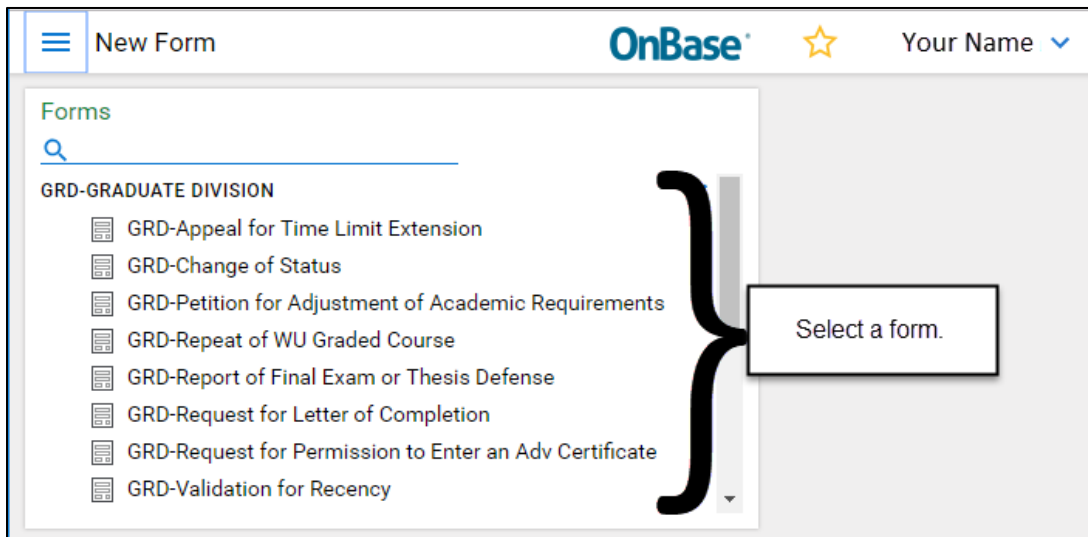 New Form
OnBase®
Your Name
Forms
GRD-GRADUATE DIVISION
GRD-Appeal for Time Limit Extension
GRD-Change of Status
GRD-Petition for Adjustment of Academic Requirements
GRD-Repeat of WU Graded Course
GRD-Report of Final Exam or Thesis Defense
GRD-Request for Letter of Completion
GRD-Request for Permission to Enter an Adv Certificate
GRD-Validation for Recency
Select a form.